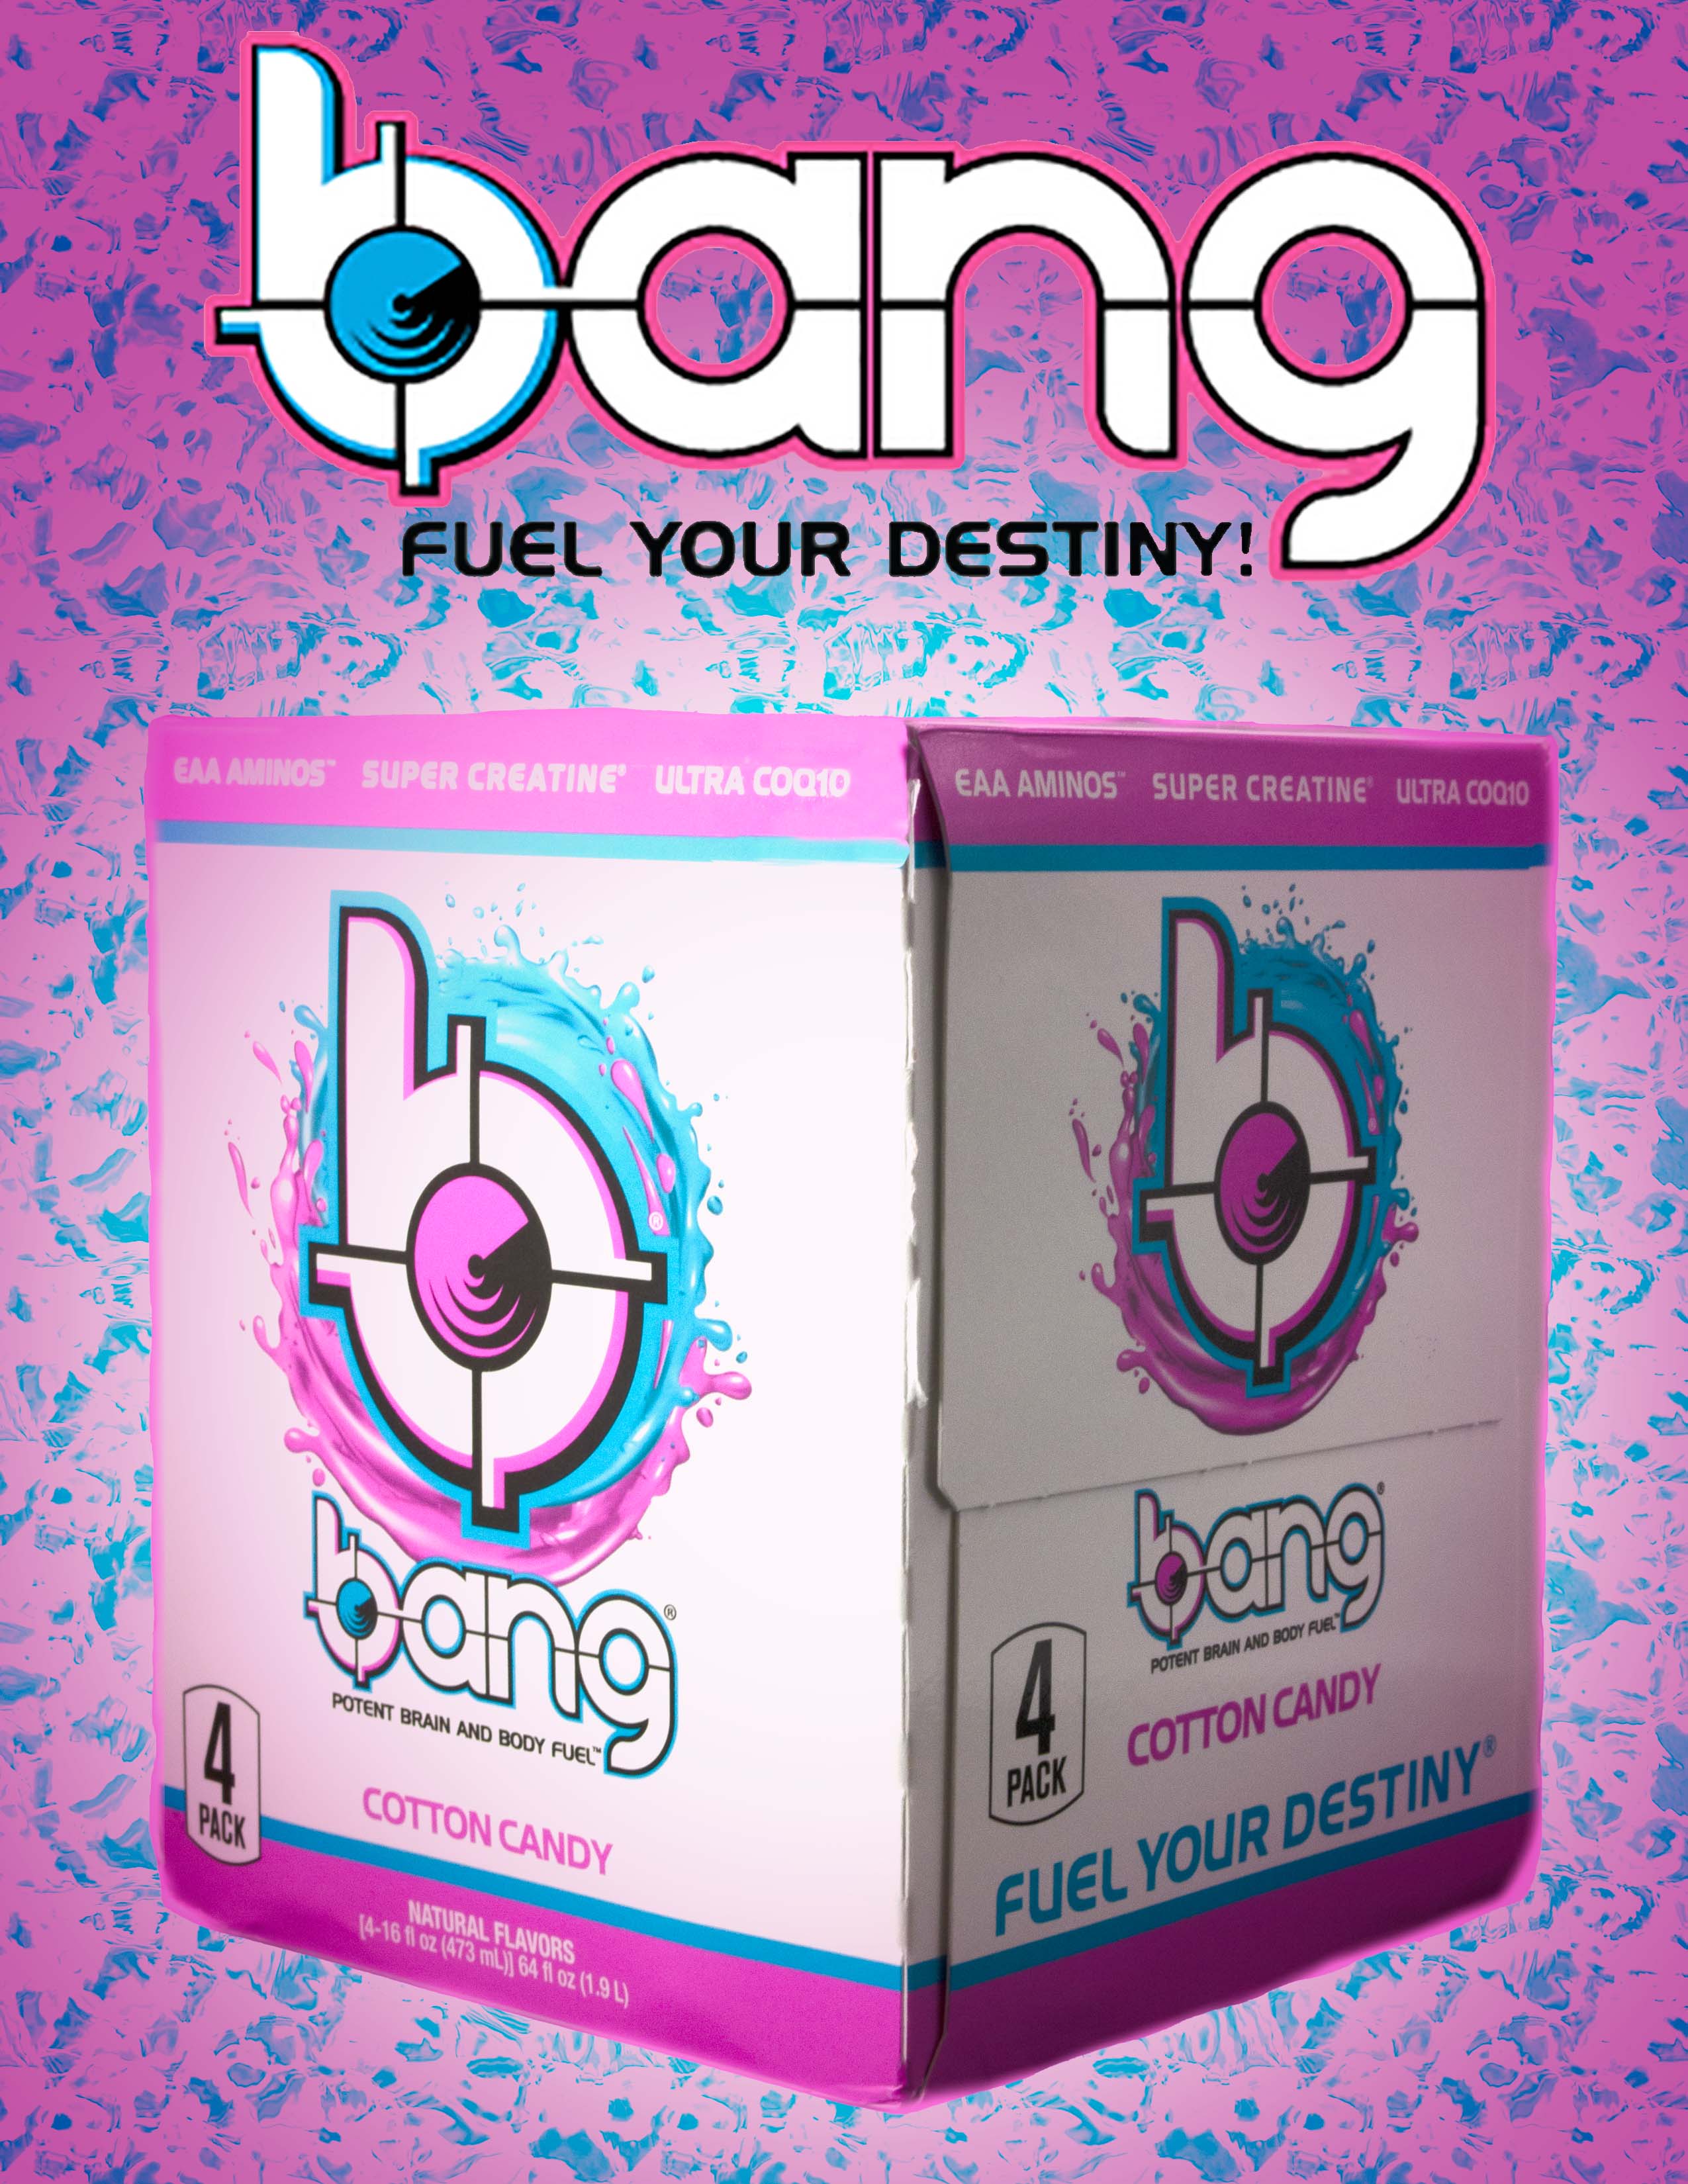 bang
FUEL YOUR DESTINY!
EAA AMINOS™ SUPER CREATINE® ULTRA COQ10
bang®
POTENT BRAIN AND BODY FUEL™
4
PACK
COTTON CANDY
NATURAL FLAVORS
[4-16 fl oz (473 mL)] 64 fl oz (1.9 L)
EAA AMINOS™ SUPER CREATINE® ULTRA COQ10
bang®
POTENT BRAIN AND BODY FUEL™
4
PACK
COTTON CANDY
FUEL YOUR DESTINY®